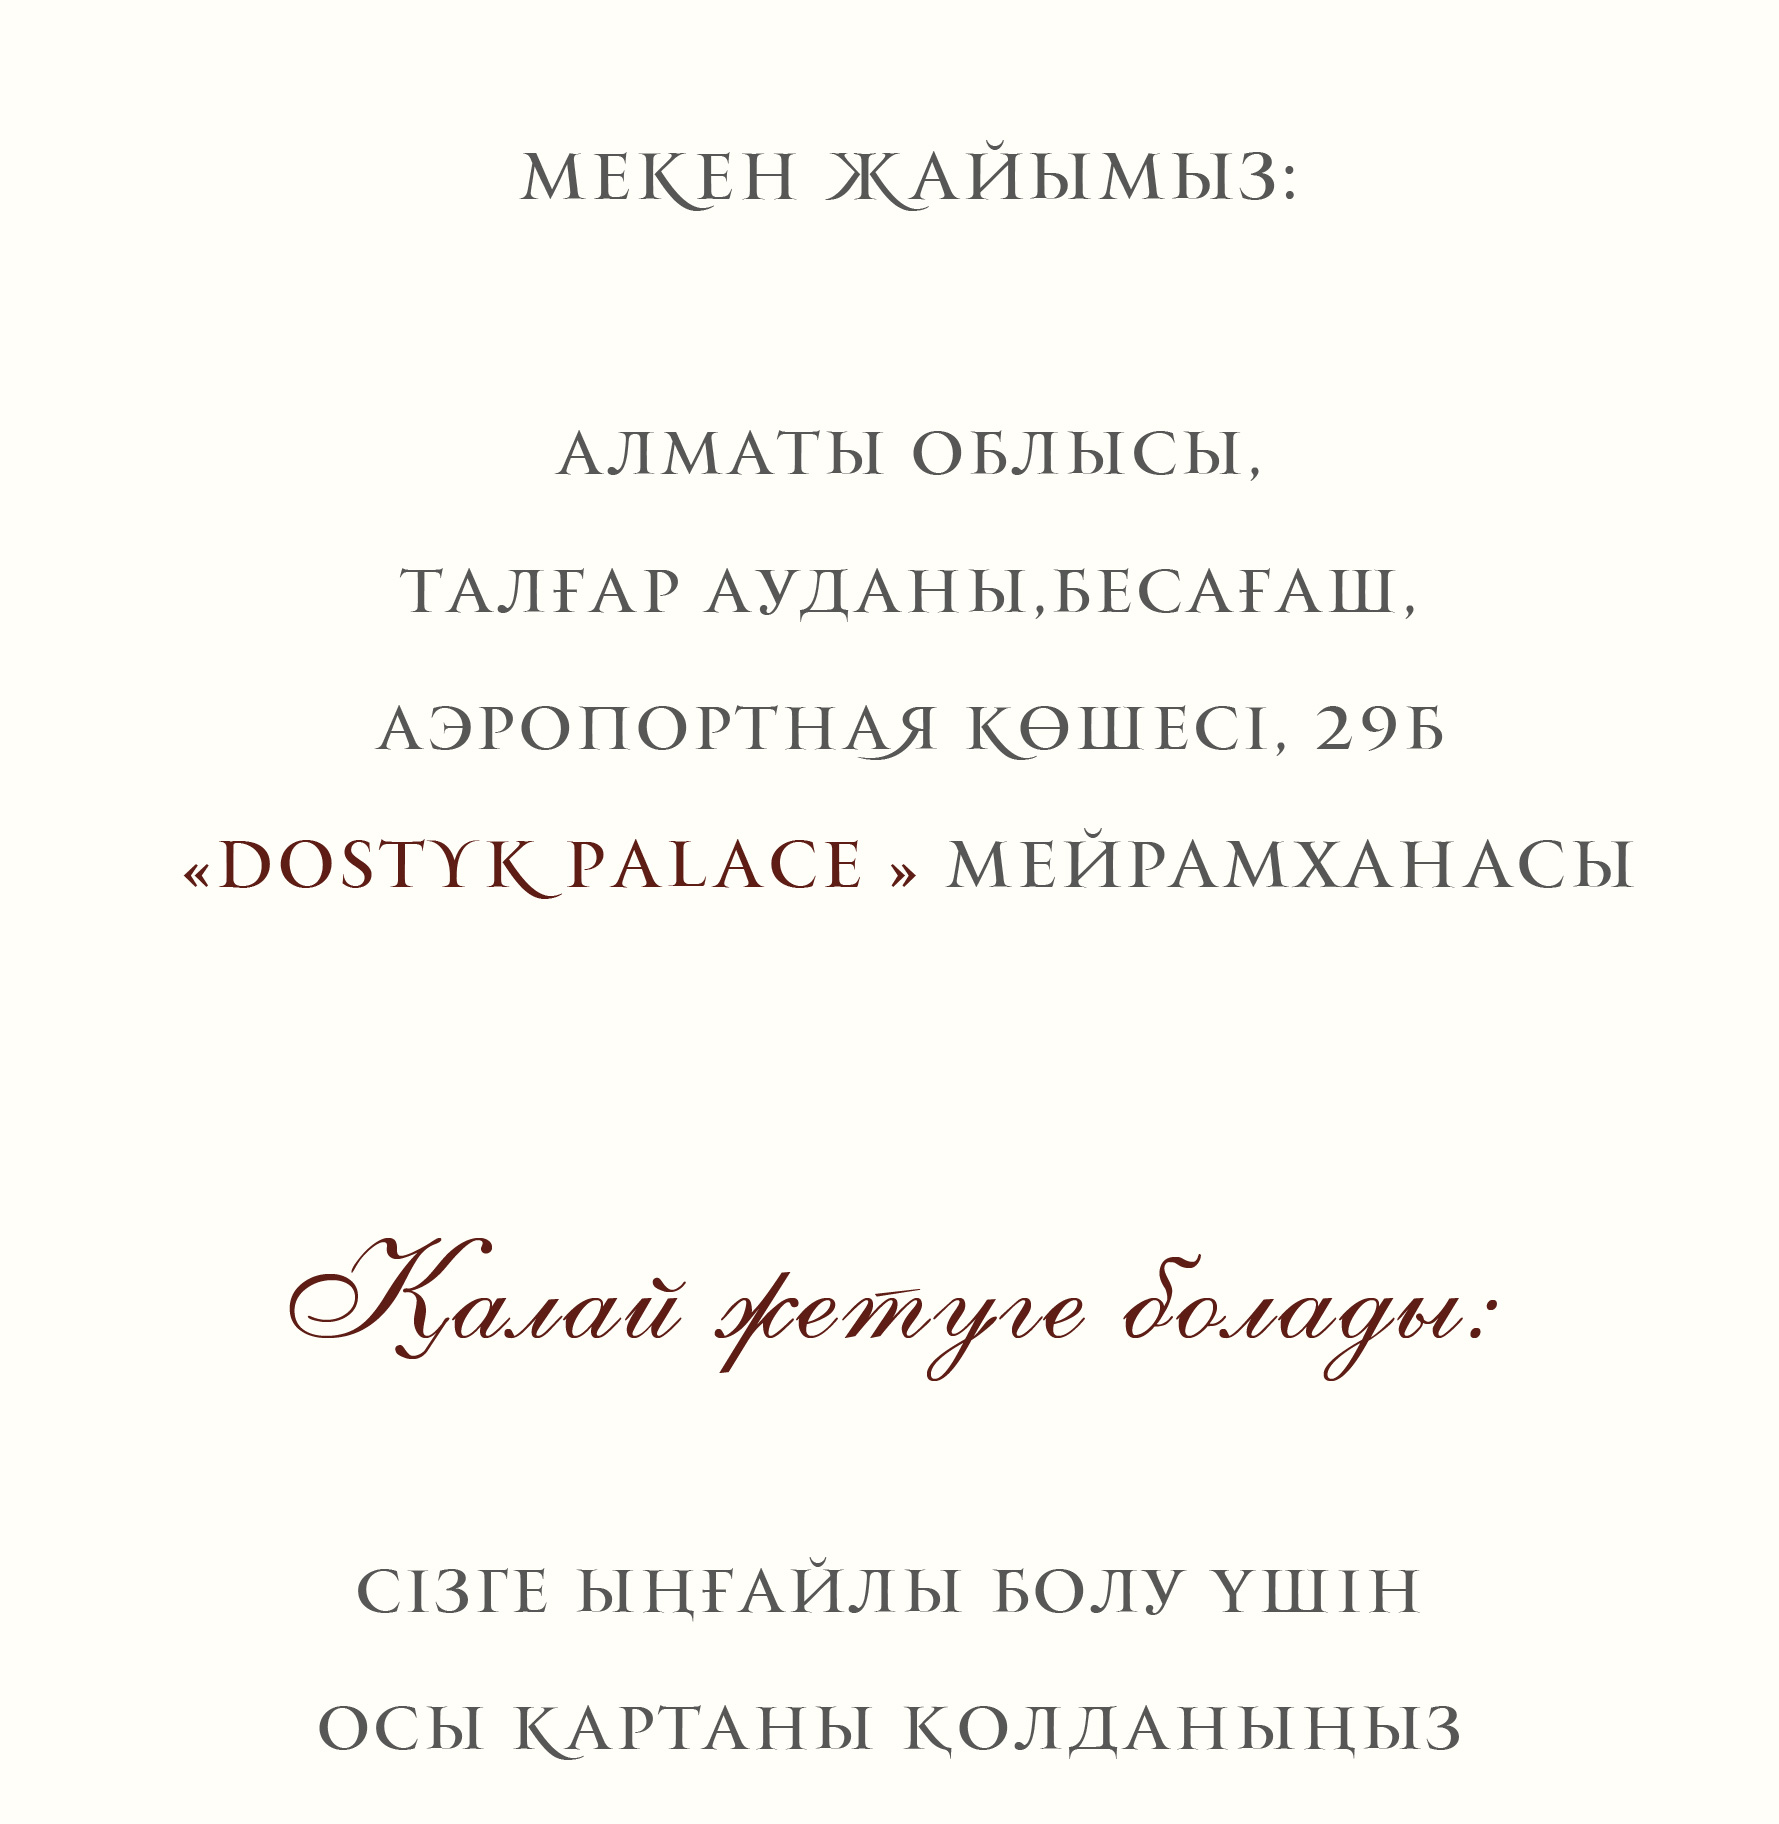 МЕКЕН ЖАЙЫМЫЗ:
АЛМАТЫ ОБЛЫСЫ,
ТАЛҒАР АУДАНЫ,БЕСАҒАШ,
АЭРОПОРТНАЯ КӨШЕСІ, 29Б
«DOSTYK PALACE » МЕЙРАМХАНАСЫ
Қалай жетуге болады:
СІЗГЕ ЫҢҒАЙЛЫ БОЛУ ҮШІН
ОСЫ КАРТАНЫ ҚОЛДАНЫҢЫЗ